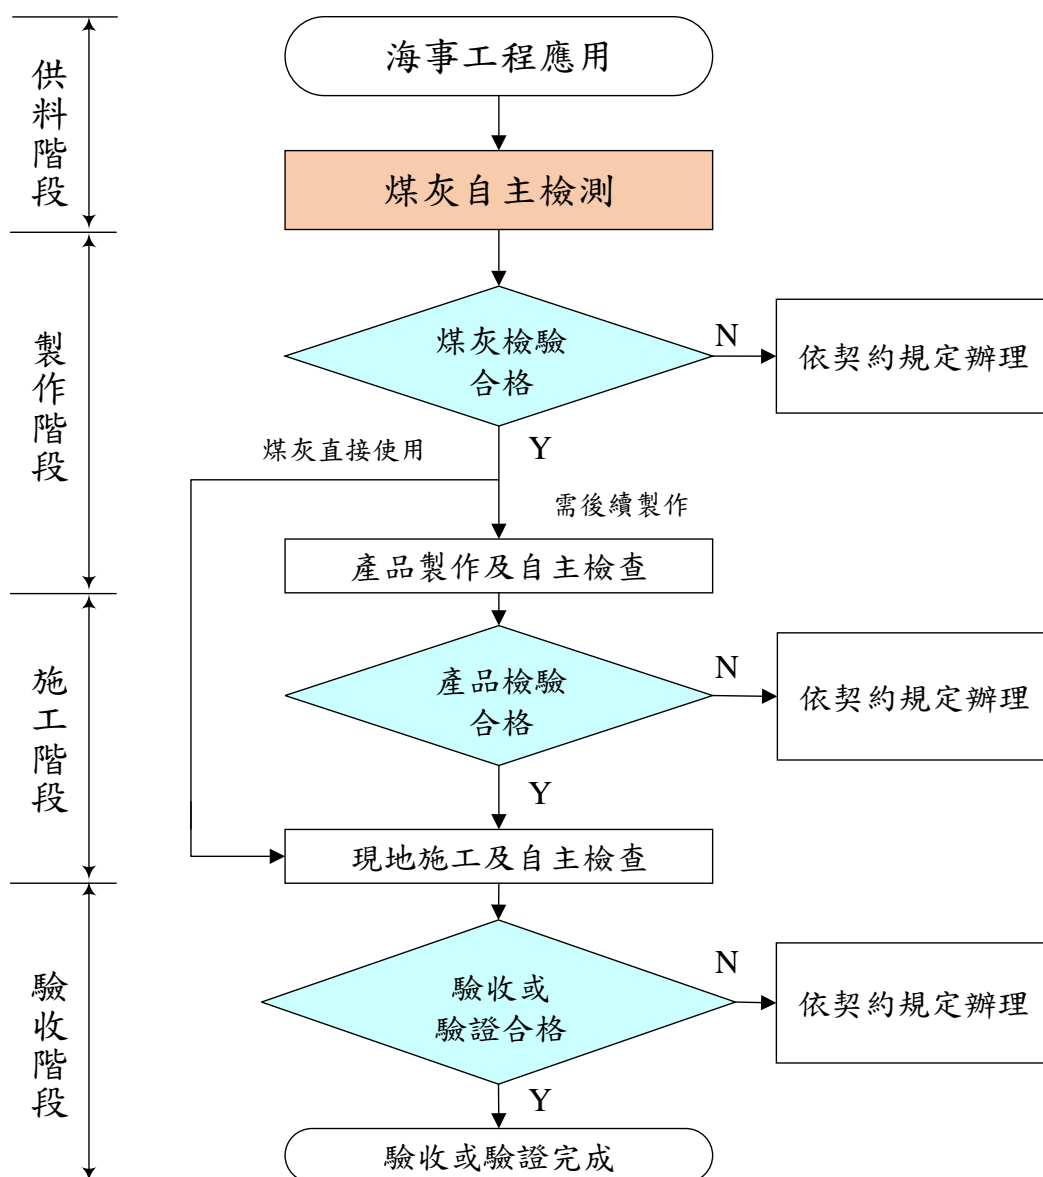 供料階段
海事工程應用
煤灰自主檢測
製作階段
煤灰檢驗
合格
N
依契約規定辦理
Y
煤灰直接使用
需後續製作
產品製作及自主檢查
施工階段
產品檢驗
合格
N
依契約規定辦理
Y
現地施工及自主檢查
驗收階段
驗收或
驗證合格
N
依契約規定辦理
Y
驗收或驗證完成